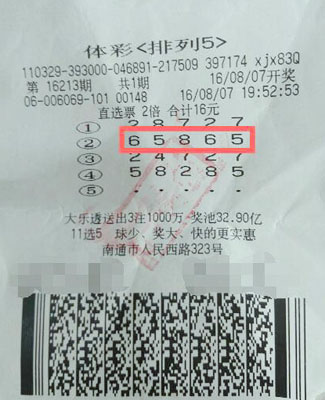 体彩<排列5>
110329-393000-046891-217509 397174 xjx83Q
第 16213期 共1期 16/08/07开奖
06-006069-101 00148 16/08/07 19:52:53
直选票 2倍 合计16元
① 2 8 7 2 7
② 6 5 8 6 5
③ 2 4 7 2 7
④ 5 8 2 8 5
⑤ - - - - -
大乐透送出3注1000万-奖池32.90亿
11选5 球少、奖大、快的更实惠
南通市人民西路323号